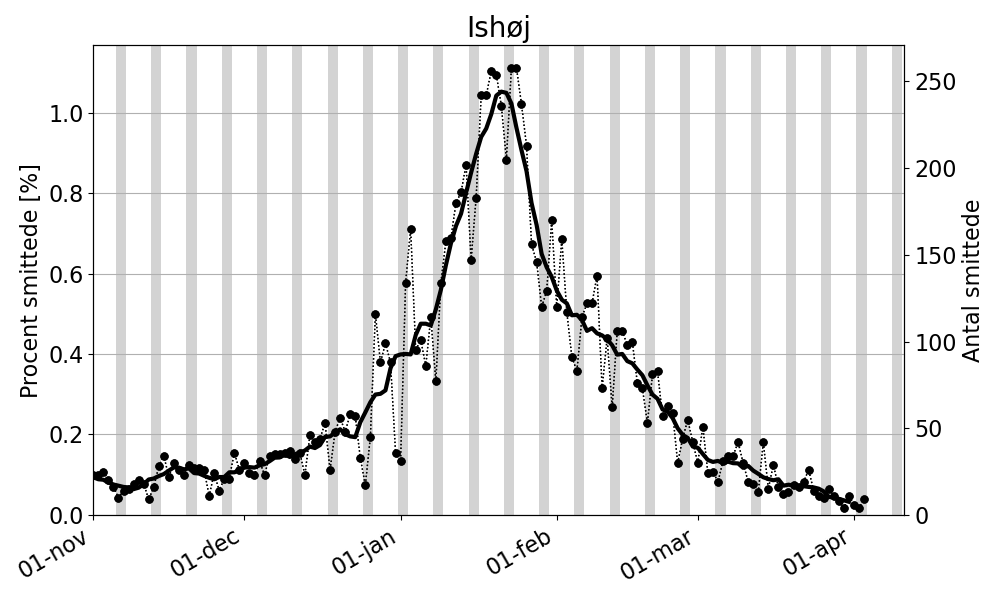 Ishøj
Procent smittede [%]
1.0
0.8
0.6
0.4
0.2
0.0
250
200
150
100
50
0
Antal smittede
01-nov
01-dec
01-jan
01-feb
01-mar
01-apr